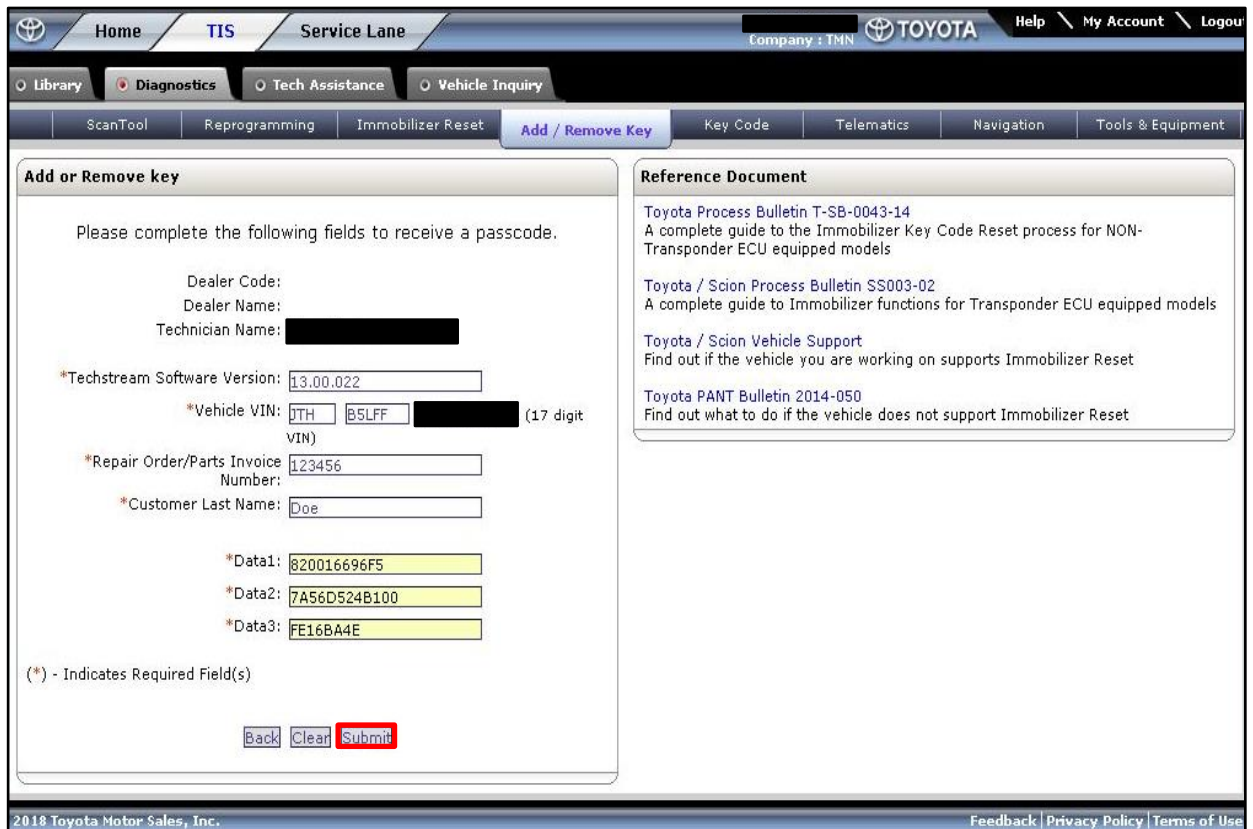 Home TIS Service Lane
Company : TMN TOYOTA Help My Account Logou
Library Diagnostics Tech Assistance Vehicle Inquiry
ScanTool Reprogramming Immobilizer Reset Add / Remove Key Key Code Telematics Navigation Tools & Equipment
Add or Remove key
Please complete the following fields to receive a passcode.
Dealer Code:
Dealer Name:
Technician Name:
*Techstream Software Version: 13.00.022
*Vehicle VIN: JTH B5LFF (17 digit
VIN)
*Repair Order/Parts Invoice 123456
Number:
*Customer Last Name: Doe
*Data1: 820016696F5
*Data2: 7A56D524B100
*Data3: FE16BA4E
(*) - Indicates Required Field(s)
Back Clear Submit
Reference Document
Toyota Process Bulletin T-SB-0043-14
A complete guide to the Immobilizer Key Code Reset process for NON-
Transponder ECU equipped models
Toyota / Scion Process Bulletin SS003-02
A complete guide to Immobilizer functions for Transponder ECU equipped models
Toyota / Scion Vehicle Support
Find out if the vehicle you are working on supports Immobilizer Reset
Toyota PANT Bulletin 2014-050
Find out what to do if the vehicle does not support Immobilizer Reset
2018 Toyota Motor Sales, Inc. Feedback | Privacy Policy | Terms of Use